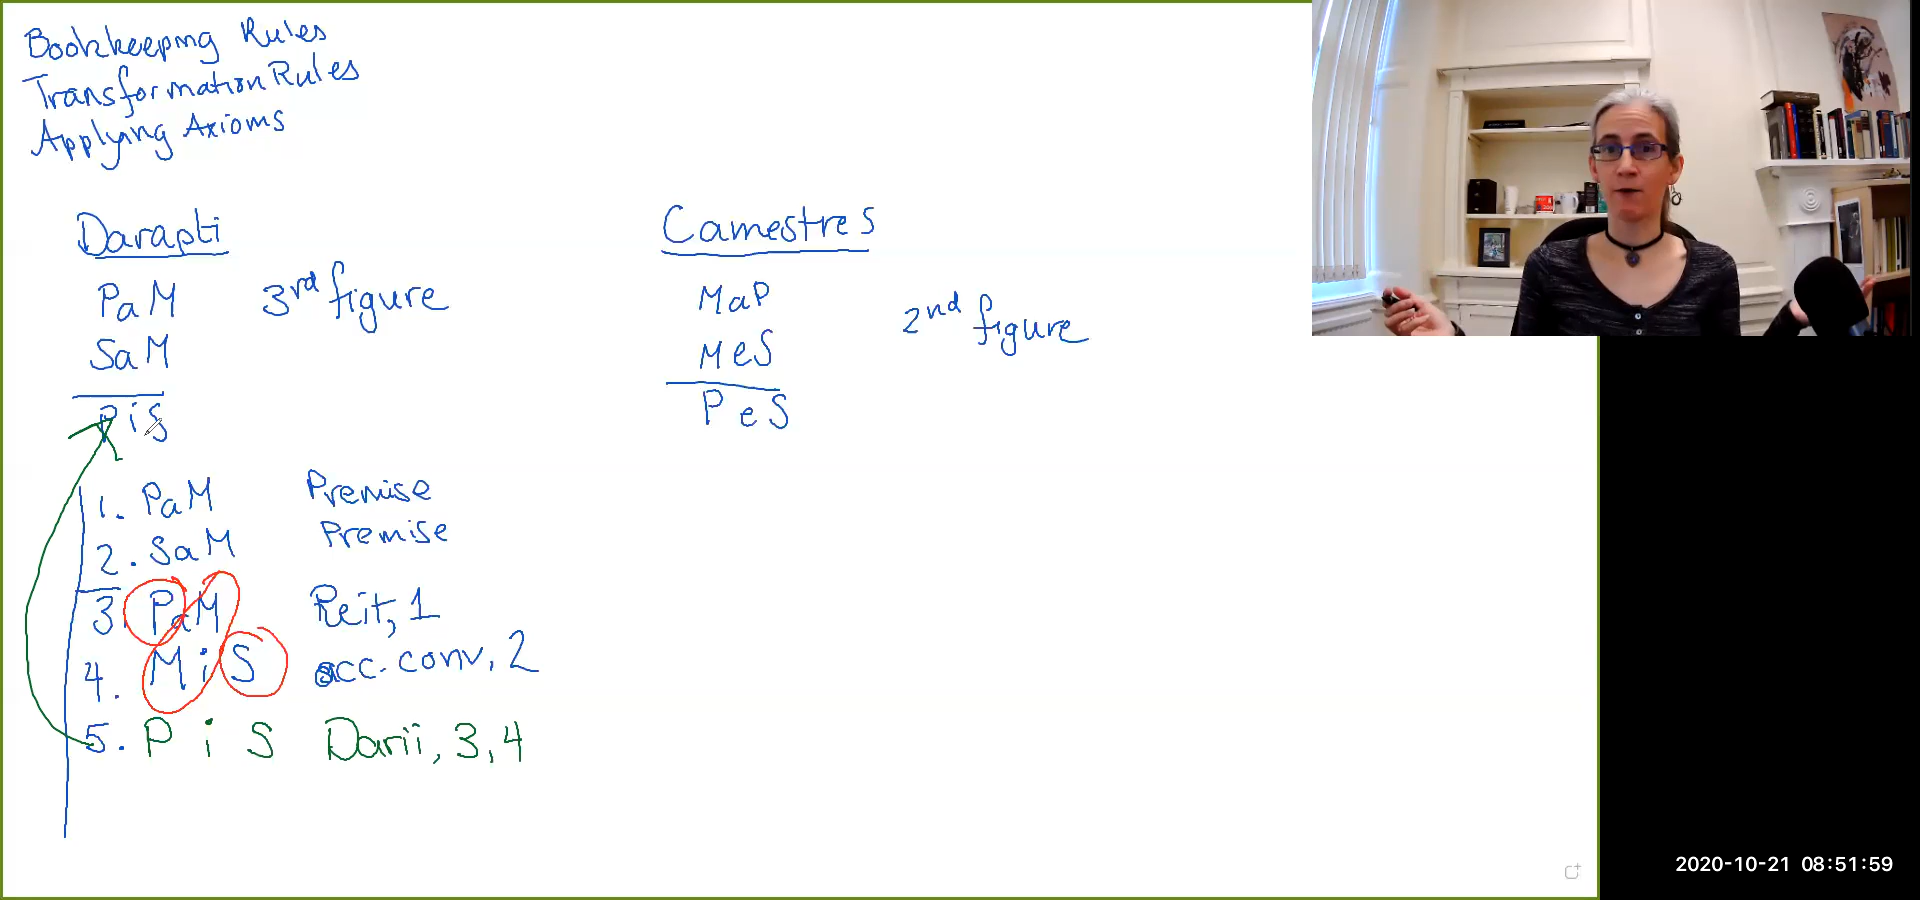 Bookkeeping Rules
Transformation Rules
Applying Axioms
Darapti
PaM
SaM
PiS
3rd figure
Camestres
MaP
MeS
PeS
2nd figure
1. PaM Premise
2. SaM Premise
3. PaM Reit, 1
4. MiS acc. conv, 2
5. PiS Darii, 3, 4
2020-10-21 08:51:59